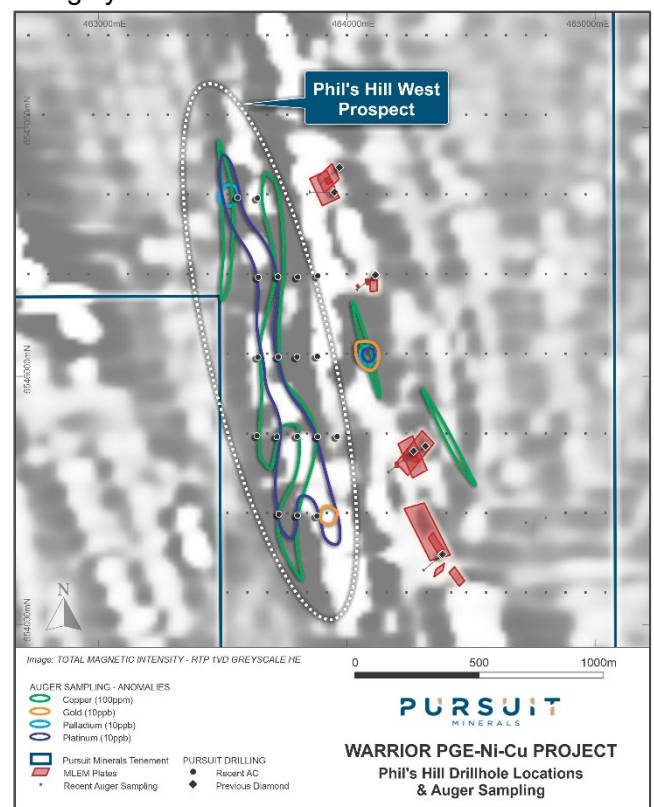 463000mE
464000mE
465000mE
6547000mN
Phil's Hill West
Prospect
6546000mN
N
Image: TOTAL MAGNETIC INTENSITY - RTP 1VD GREYSCALE HE
0 500 1000m
AUGER SAMPLING - ANOMALIES
Copper (100ppm)
Gold (10ppb)
Palladium (10ppb)
Platinum (10ppb)
Pursuit Minerals Tenement
MLEM Plates
Recent Auger Sampling
PURSUIT DRILLING
Recent AC
Previous Diamond
PURSUIT
MINERALS
WARRIOR PGE-Ni-Cu PROJECT
Phil's Hill Drillhole Locations
& Auger Sampling